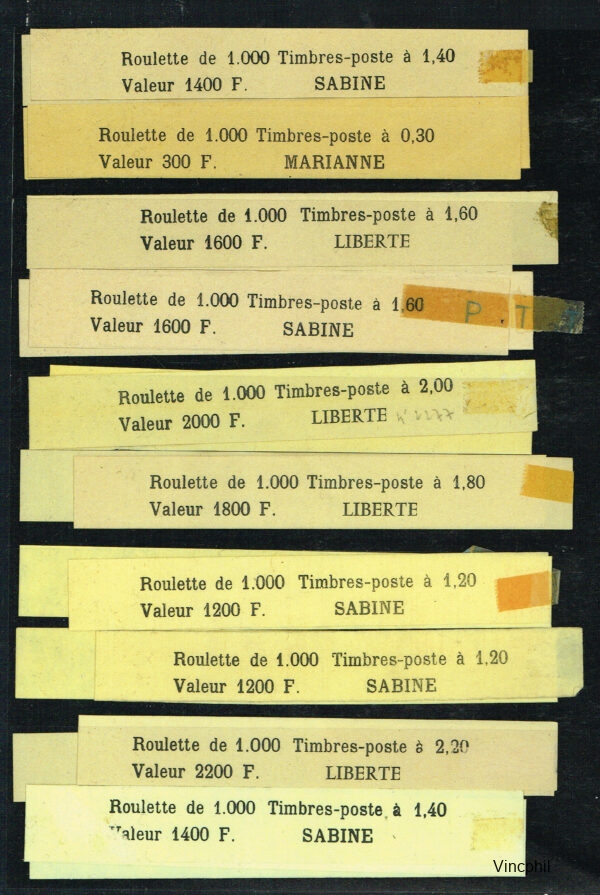 Roulette de 1.000 Timbres-poste à 1,40
Valeur 1400 F. SABINE
Roulette de 1.000 Timbres-poste à 0,30
Valeur 300 F. MARIANNE
Roulette de 1.000 Timbres-poste à 1,60
Valeur 1600 F. LIBERTE
Roulette de 1.000 Timbres-poste à 1,60
Valeur 1600 F. SABINE
P.T
Roulette de 1.000 Timbres-poste à 2,00
Valeur 2000 F. LIBERTE
Roulette de 1.000 Timbres-poste à 1,80
Valeur 1800 F. LIBERTE
Roulette de 1.000 Timbres-poste à 1,20
Valeur 1200 F. SABINE
Roulette de 1.000 Timbres-poste à 1,20
Valeur 1200 F. SABINE
Roulette de 1.000 Timbres-poste à 2,20
Valeur 2200 F. LIBERTE
Roulette de 1.000 Timbres-poste à 1,40
Valeur 1400 F. SABINE
Vincphil